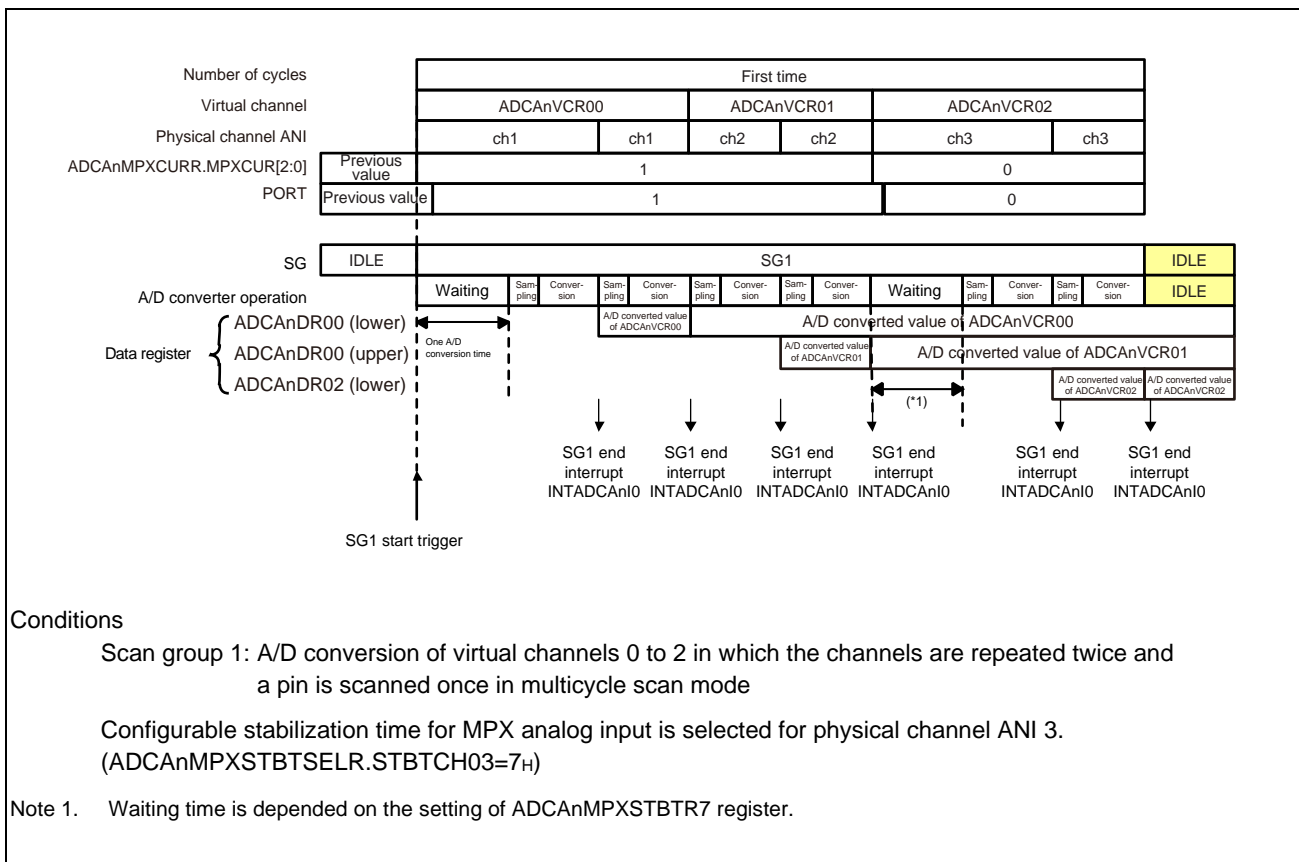 Number of cycles First time
Virtual channel ADCAnVCR00 ADCAnVCR01 ADCAnVCR02
Physical channel ANI ch1 ch1 ch2 ch2 ch3 ch3
ADCAnMPXCURR.MPXCUR[2:0] Previous value 1 0
PORT Previous value 1 0
SG IDLE SG1 IDLE
A/D converter operation Waiting Sam-pling Conver-sion Sam-pling Conver-sion Sam-pling Conver-sion Sam-pling Conver-sion Waiting Sam-pling Conver-sion Sam-pling Conver-sion IDLE
Data register
ADCAnDR00 (lower) One A/D conversion time A/D converted value of ADCAnVCR00 A/D converted value of ADCAnVCR00
ADCAnDR00 (upper) A/D converted value of ADCAnVCR01 A/D converted value of ADCAnVCR01
ADCAnDR02 (lower) (*1) A/D converted value of ADCAnVCR02 A/D converted value of ADCAnVCR02
SG1 end SG1 end SG1 end SG1 end SG1 end SG1 end
interrupt interrupt interrupt interrupt interrupt interrupt
INTADCAnI0 INTADCAnI0 INTADCAnI0 INTADCAnI0 INTADCAnI0 INTADCAnI0
SG1 start trigger
Conditions
Scan group 1: A/D conversion of virtual channels 0 to 2 in which the channels are repeated twice and
a pin is scanned once in multicycle scan mode
Configurable stabilization time for MPX analog input is selected for physical channel ANI 3.
(ADCAnMPXSTBTSELR.STBTCH03=7H)
Note 1. Waiting time is depended on the setting of ADCAnMPXSTBTR7 register.